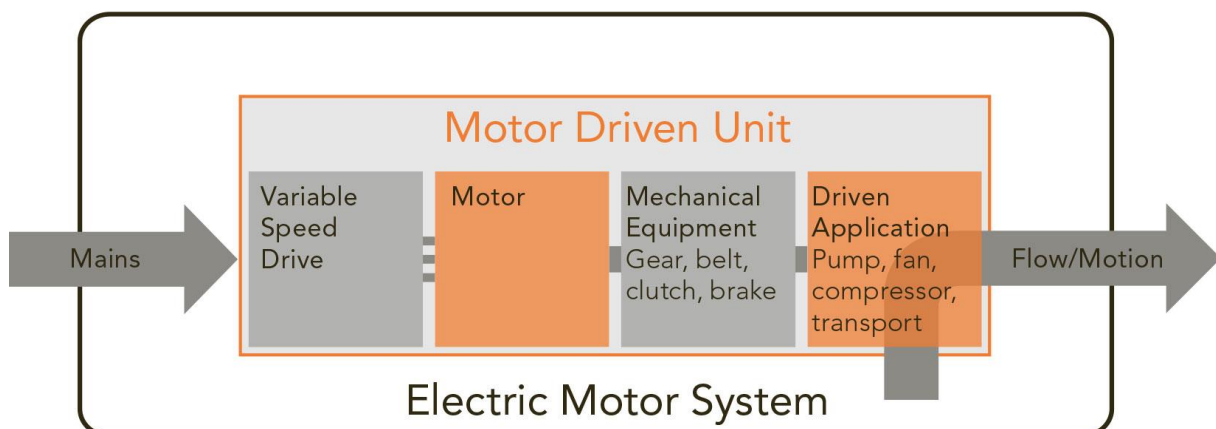 Motor Driven Unit
Mains
Variable
Speed
Drive
Motor
Mechanical
Equipment
Gear, belt,
clutch, brake
Driven
Application
Pump, fan,
compressor,
transport
Flow/Motion
Electric Motor System